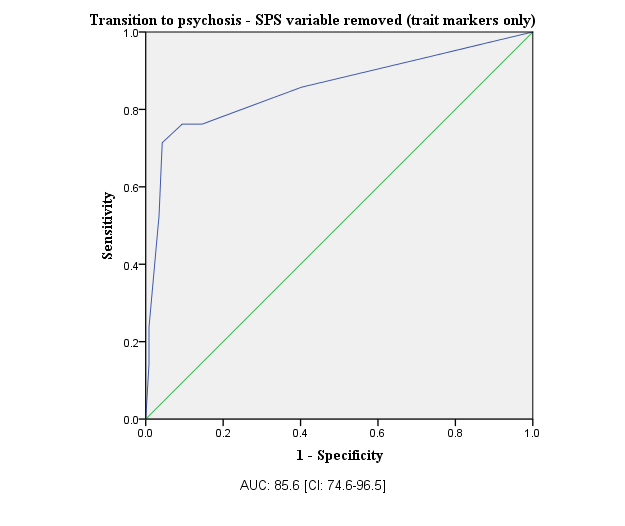 Transition to psychosis - SPS variable removed (trait markers only)
1.0
0.8
0.6
0.4
0.2
0.0
Sensitivity
0.0 0.2 0.4 0.6 0.8 1.0
1 - Specificity
AUC: 85.6 [CI: 74.6-96.5]